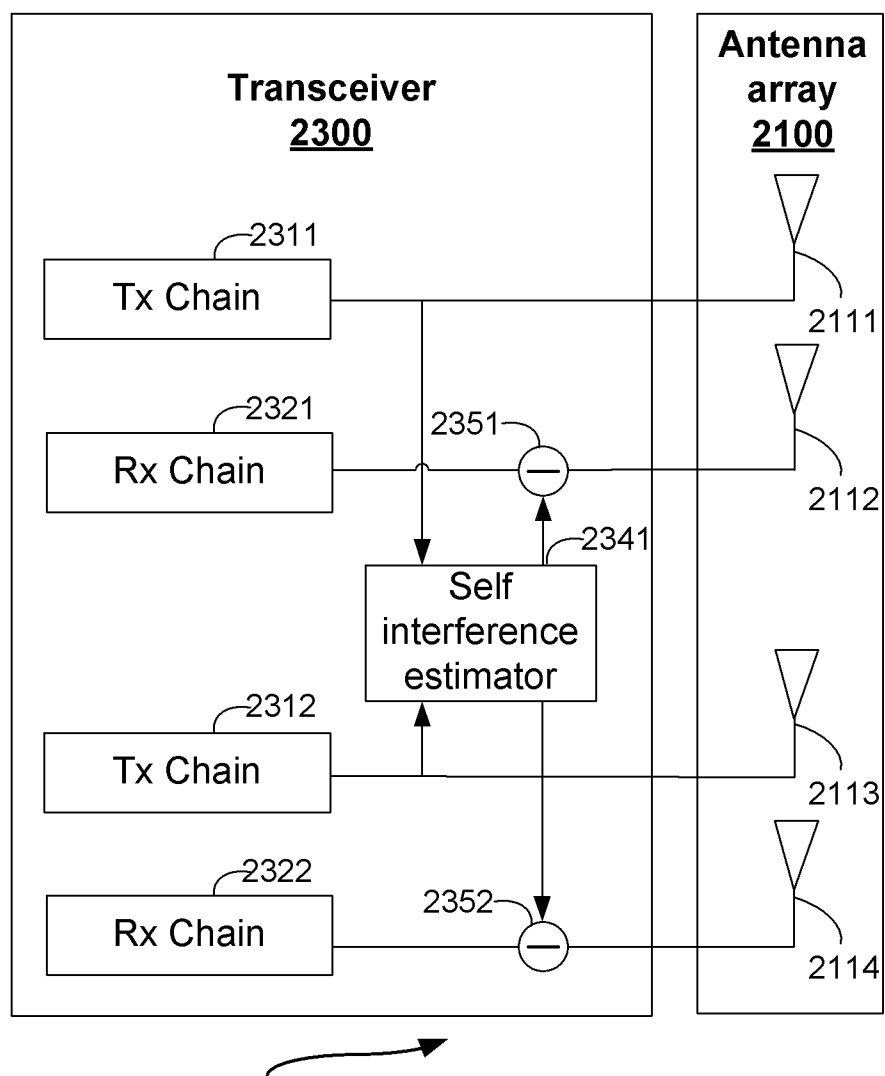 Transceiver
2300
Antenna
array
2100
2311
Tx Chain
2111
2321
Rx Chain
2351
2112
2341
Self
interference
estimator
2312
Tx Chain
2113
2322
Rx Chain
2352
2114